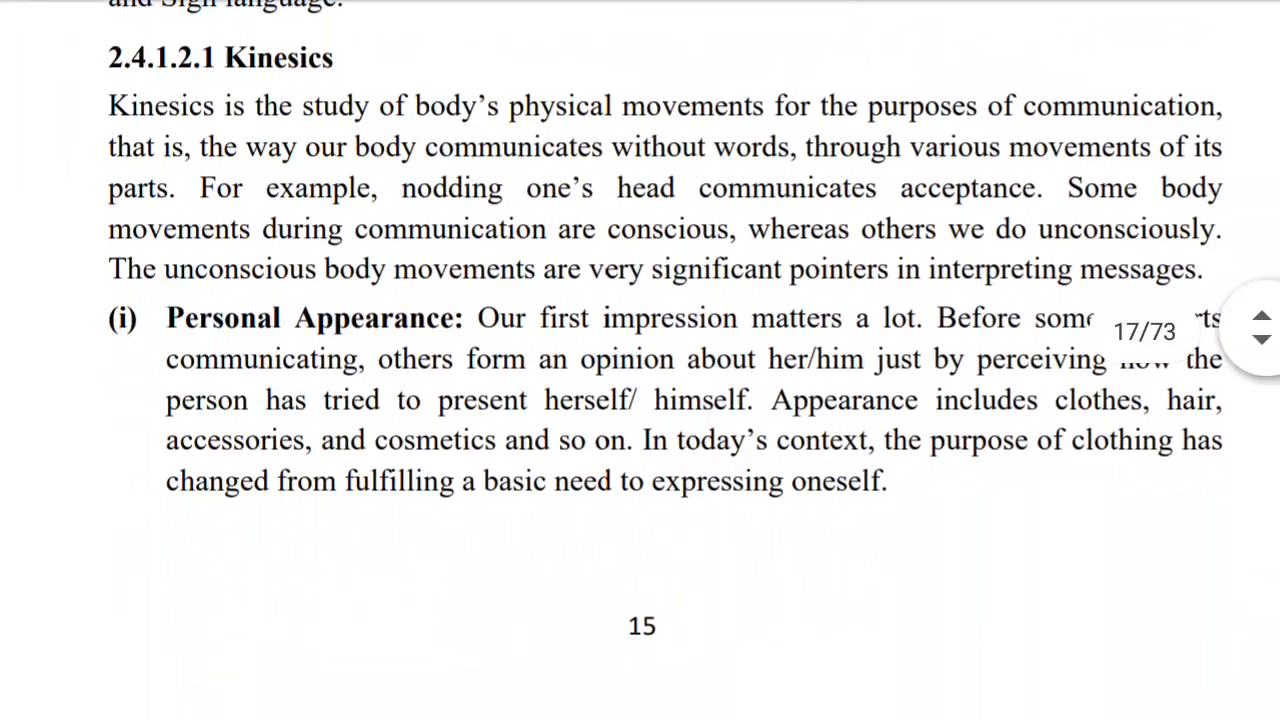 and Sign language.
2.4.1.2.1 Kinesics
Kinesics is the study of body’s physical movements for the purposes of communication,
that is, the way our body communicates without words, through various movements of its
parts. For example, nodding one’s head communicates acceptance. Some body
movements during communication are conscious, whereas others we do unconsciously.
The unconscious body movements are very significant pointers in interpreting messages.
(i) Personal Appearance: Our first impression matters a lot. Before
17/73
communicating, others form an opinion about her/him just by perceiving how the
person has tried to present herself/ himself. Appearance includes clothes, hair,
accessories, and cosmetics and so on. In today’s context, the purpose of clothing has
changed from fulfilling a basic need to expressing oneself.
15